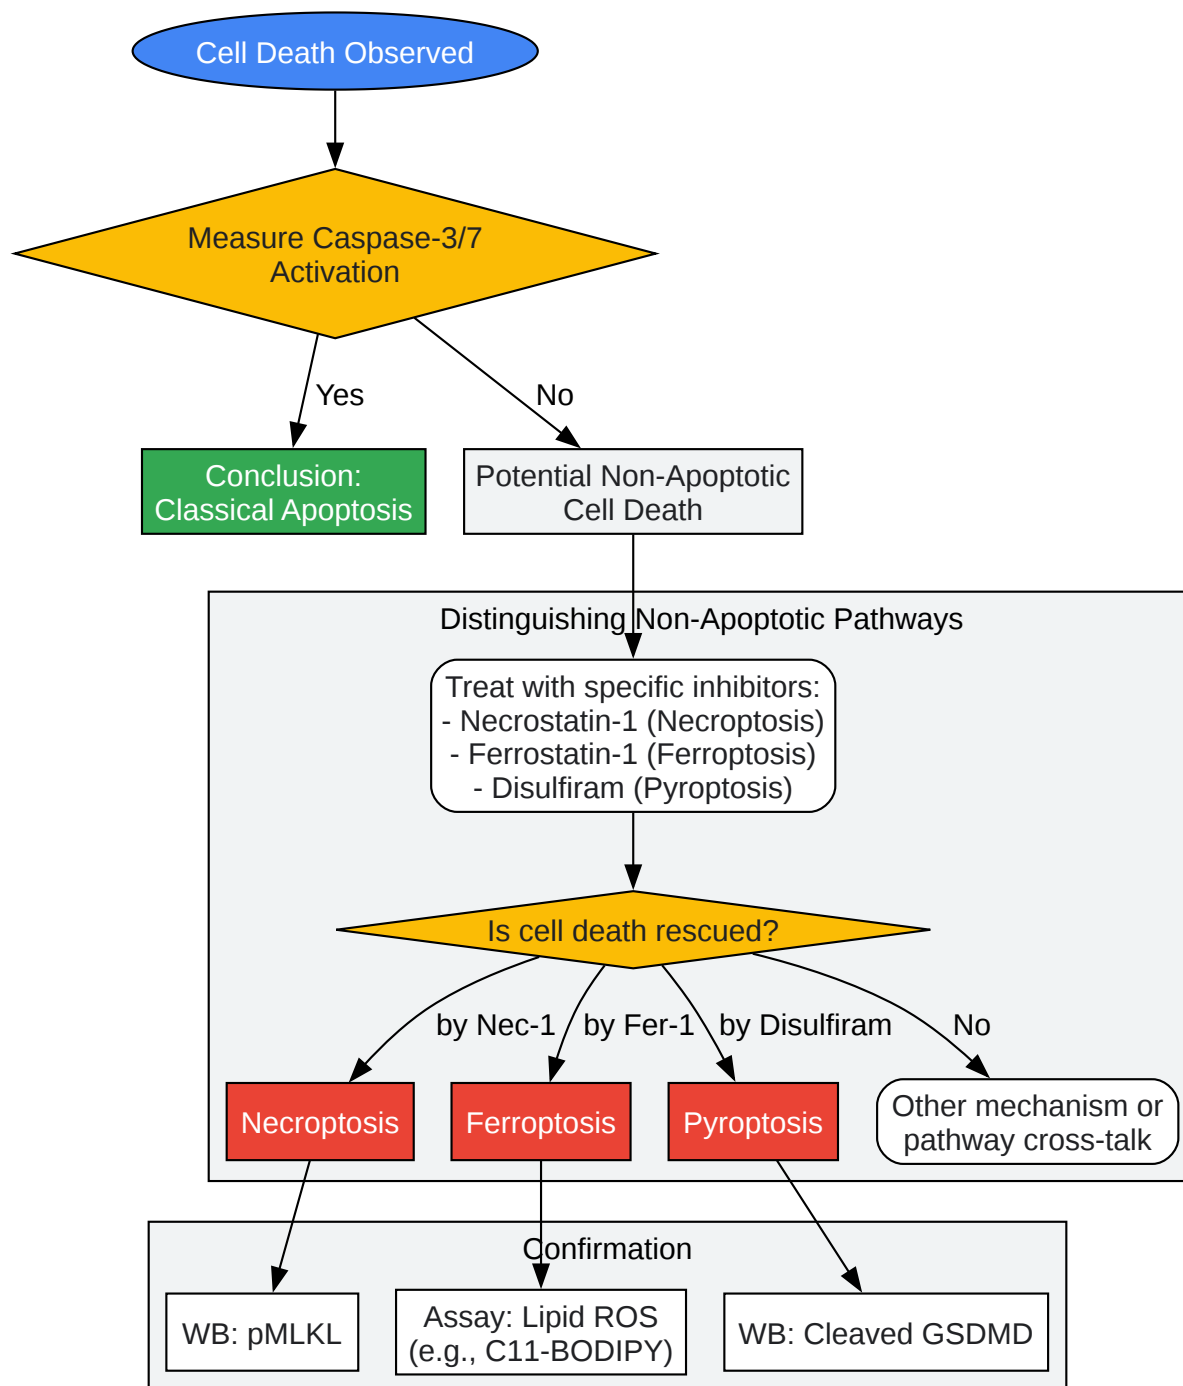 Cell Death Observed
Measure Caspase-3/7
Activation
Yes
No
Conclusion:
Classical Apoptosis
Potential Non-Apoptotic
Cell Death
Distinguishing Non-Apoptotic Pathways
Treat with specific inhibitors:
- Necrostatin-1 (Necroptosis)
- Ferrostatin-1 (Ferroptosis)
- Disulfiram (Pyroptosis)
Is cell death rescued?
by Nec-1
by Fer-1
by Disulfiram
No
Necroptosis
Ferroptosis
Pyroptosis
Other mechanism or
pathway cross-talk
Confirmation
WB: pMLKL
Assay: Lipid ROS
(e.g., C11-BODIPY)
WB: Cleaved GSDMD